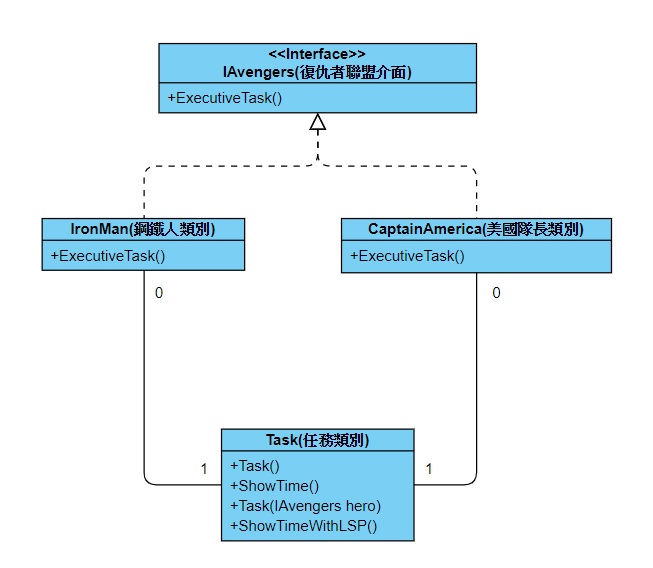 <<Interface>>
IAvengers(復仇者聯盟介面)
+ExecutiveTask()
IronMan(鋼鐵人類別)
+ExecutiveTask()
CaptainAmerica(美國隊長類別)
+ExecutiveTask()
0
0
Task(任務類別)
+Task()
+ShowTime()
+Task(IAvengers hero)
+ShowTimeWithLSP()
1
1